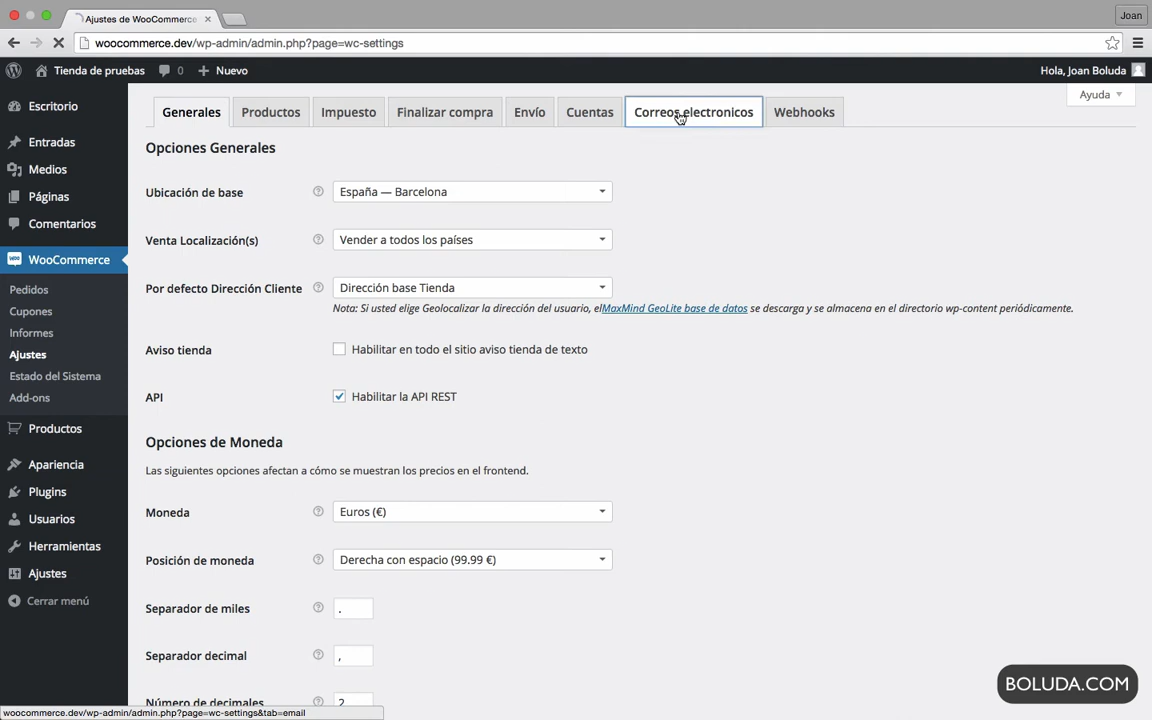 Ajustes de WooCommerce
Joan
woocommerce.dev/wp-admin/admin.php?page=wc-settings
Tienda de pruebas
0
Nuevo
Hola, Joan Boluda
Escritorio
Entradas
Medios
Páginas
Comentarios
WooCommerce
Pedidos
Cupones
Informes
Ajustes
Estado del Sistema
Add-ons
Productos
Apariencia
Plugins
Usuarios
Herramientas
Ajustes
Cerrar menú
Ayuda
Generales
Productos
Impuesto
Finalizar compra
Envío
Cuentas
Correos electronicos
Webhooks
Opciones Generales
Ubicación de base
España — Barcelona
Venta Localización(s)
Vender a todos los países
Por defecto Dirección Cliente
Dirección base Tienda
Nota: Si usted elige Geolocalizar la dirección del usuario, elMaxMind GeoLite base de datos se descarga y se almacena en el directorio wp-content periódicamente.
Aviso tienda
Habilitar en todo el sitio aviso tienda de texto
API
Habilitar la API REST
Opciones de Moneda
Las siguientes opciones afectan a cómo se muestran los precios en el frontend.
Moneda
Euros (€)
Posición de moneda
Derecha con espacio (99.99 €)
Separador de miles
.
Separador decimal
,
Número de decimales
2
woocommerce.dev/wp-admin/admin.php?page=wc-settings&tab=email
BOLUDA.COM